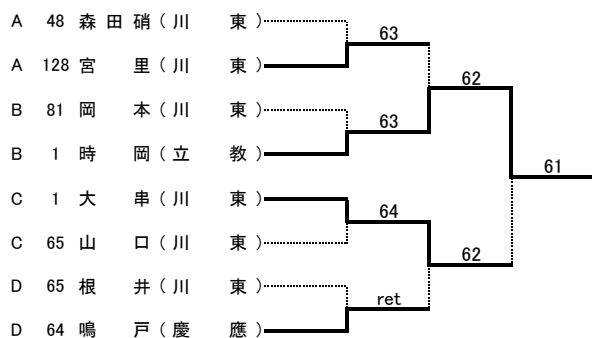 A 48 森田硝(川 東)
63
A 128 宮 里(川 東)
62
B 81 岡 本(川 東)
63
B 1 時 岡(立 教)
61
C 1 大 串(川 東)
64
C 65 山 口(川 東)
62
D 65 根 井(川 東)
ret
D 64 鳴 戸(慶 應)